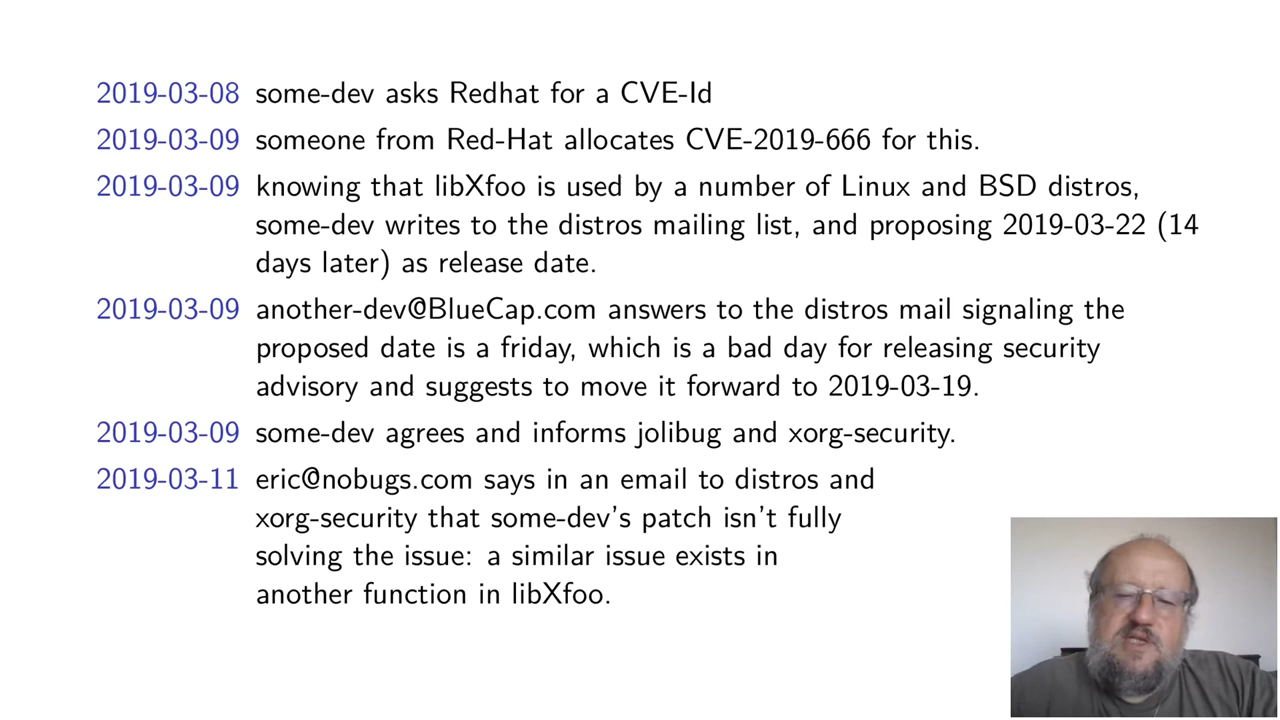 2019-03-08 some-dev asks Redhat for a CVE-Id
2019-03-09 someone from Red-Hat allocates CVE-2019-666 for this.
2019-03-09 knowing that libXfoo is used by a number of Linux and BSD distros,
some-dev writes to the distros mailing list, and proposing 2019-03-22 (14
days later) as release date.
2019-03-09 another-dev@BlueCap.com answers to the distros mail signaling the
proposed date is a friday, which is a bad day for releasing security
advisory and suggests to move it forward to 2019-03-19.
2019-03-09 some-dev agrees and informs jolibug and xorg-security.
2019-03-11 eric@nobugs.com says in an email to distros and
xorg-security that some-dev's patch isn't fully
solving the issue: a similar issue exists in
another function in libXfoo.